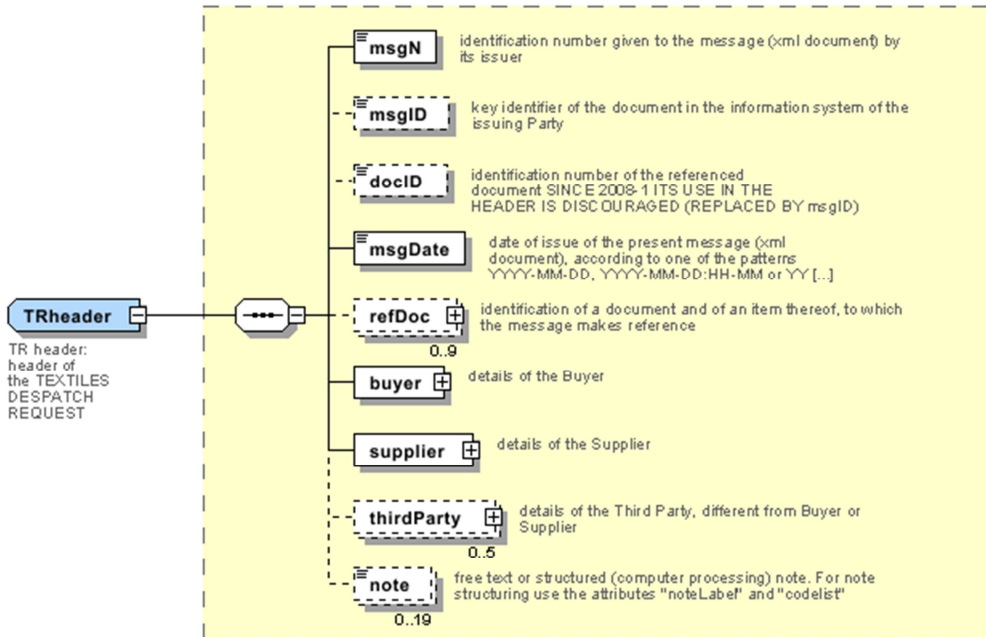 msgN
identification number given to the message (xml document) by
its issuer
msgID
key identifier of the document in the information system of the
issuing Party
docID
identification number of the referenced
document SINCE 2008-1 ITS USE IN THE
HEADER IS DISCOURAGED (REPLACED BY msgID)
msgDate
date of issue of the present message (xml
document), according to one of the patterns
YYYY-MM-DD, YYYY-MM-DD:HH-MM or YY [...]
TRheader
TR header:
header of
the TEXTILES
DESPATCH
REQUEST
refDoc
0..9
identification of a document and of an item thereof, to which
the message makes reference
buyer
details of the Buyer
supplier
details of the Supplier
thirdParty
0..5
details of the Third Party, different from Buyer or
Supplier
note
0..19
free text or structured (computer processing) note. For note
structuring use the attributes "noteLabel" and "codelist"